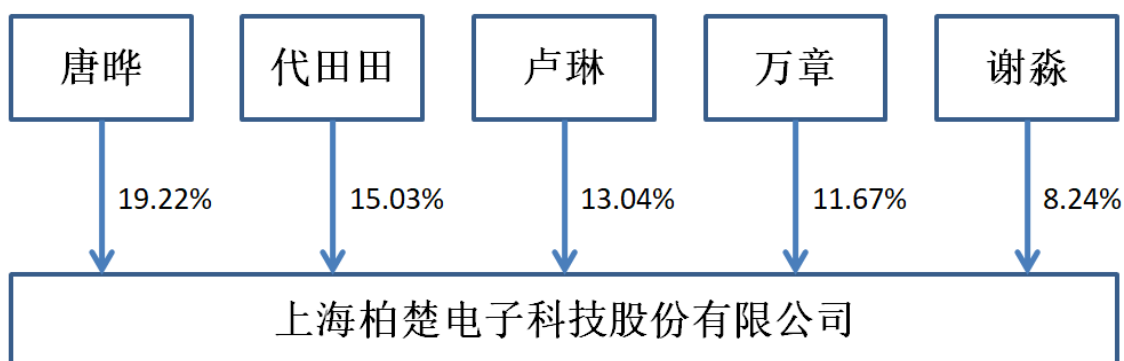 唐晔 代田田 卢琳 万章 谢淼
19.22% 15.03% 13.04% 11.67% 8.24%
上海柏楚电子科技股份有限公司